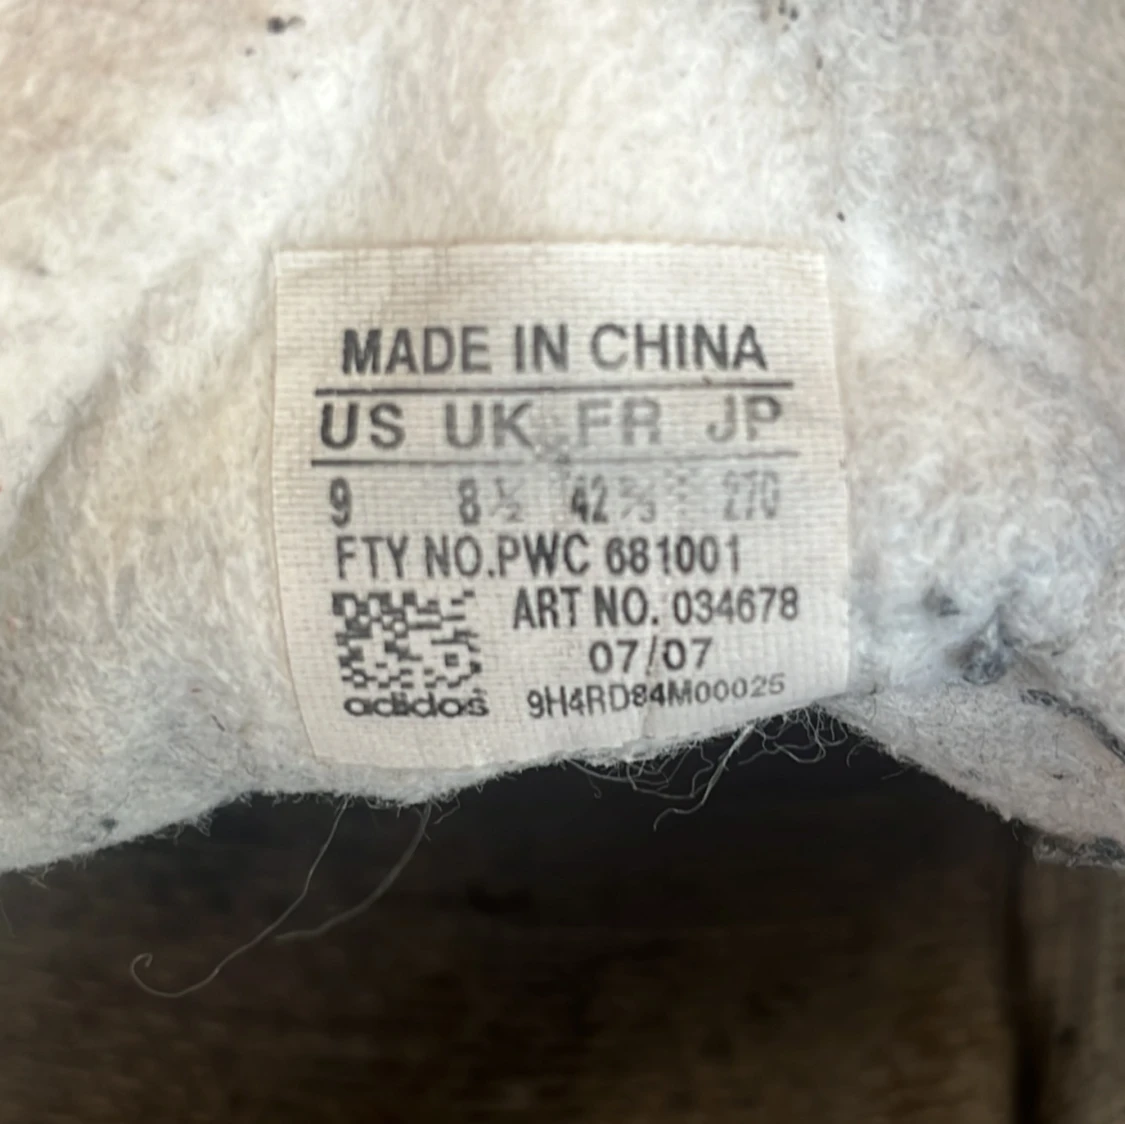 MADE IN CHINA
US UK FR JP
9 8½ 42⅔ 270
FTY NO.PWC 681001
ART NO. 034678
07/07
adidas 9H4RD84M00025